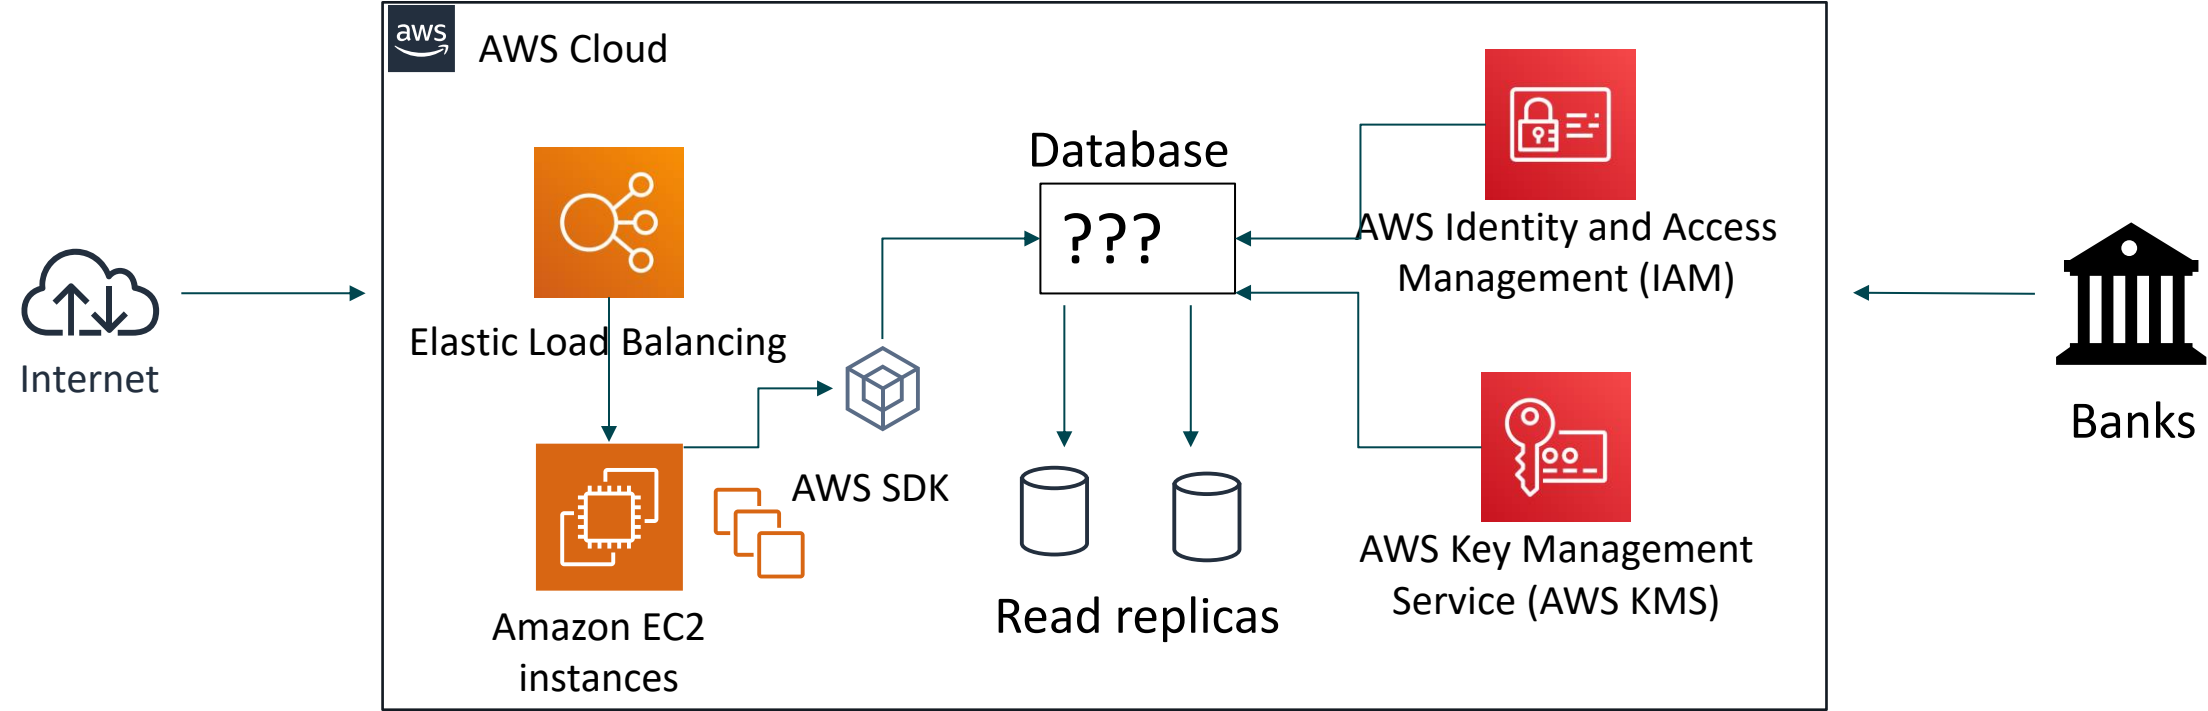 aws
AWS Cloud
Database
???
AWS Identity and Access
Management (IAM)
Elastic Load Balancing
Internet
AWS SDK
Banks
AWS Key Management
Service (AWS KMS)
Read replicas
Amazon EC2
instances